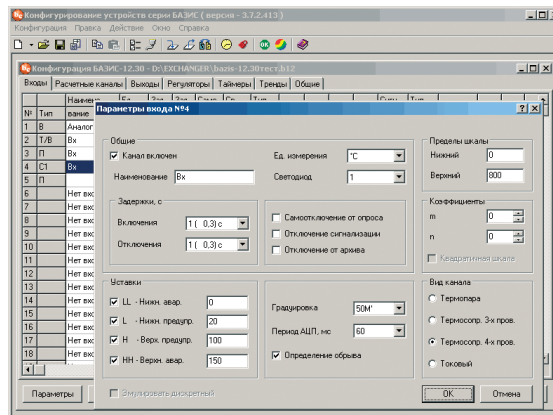 Конфигурирование устройств серии БАЗИС ( версия - 3.7.2.413 )
Конфигурация Правка Действие Окно Справка
Конфигурация БАЗИС-12.30 - D:\EXCHANGER\bazis-12.30тест.b12
Входы Расчетные каналы Выходы Регуляторы Таймеры Тренды Общие
№ Тип вание
1 В Аналог
2 Т/В Вх
3 П Вх
4 С1 Вх
5 П
6 Нет вхо
7 Нет вхо
8 Нет вхо
9 Нет вхо
10 Нет вхо
11 Нет вхо
12 Нет вхо
13 Нет вхо
14 Нет вхо
15 Нет вхо
16 Нет вхо
17 Нет вхо
18 Нет вхо
Параметры
Параметры входа №4
Общие
Канал включен
Ед. измерения °C
Наименование Вх
Светодиод 1
Задержки, с
Включения 1 ( 0,3) с
Отключения 1 ( 0,3) с
Самоотключение от опроса
Отключение сигнализации
Отключение от архива
Пределы шкалы
Нижний 0
Верхний 800
Коэффициенты
m 0
n 0
Квадратичная шкала
Уставки
LL - Нижн. авар. 0
L - Нижн. предупр. 20
H - Верх. предупр. 100
HH - Верхн. авар. 150
Градуировка 50М'
Период АЦП, мс 60
Определение обрыва
Вид канала
Термопара
Термосопр. 3-х пров.
Термосопр. 4-х пров.
Токовый
Эмулировать дискретный
OK
Отмена